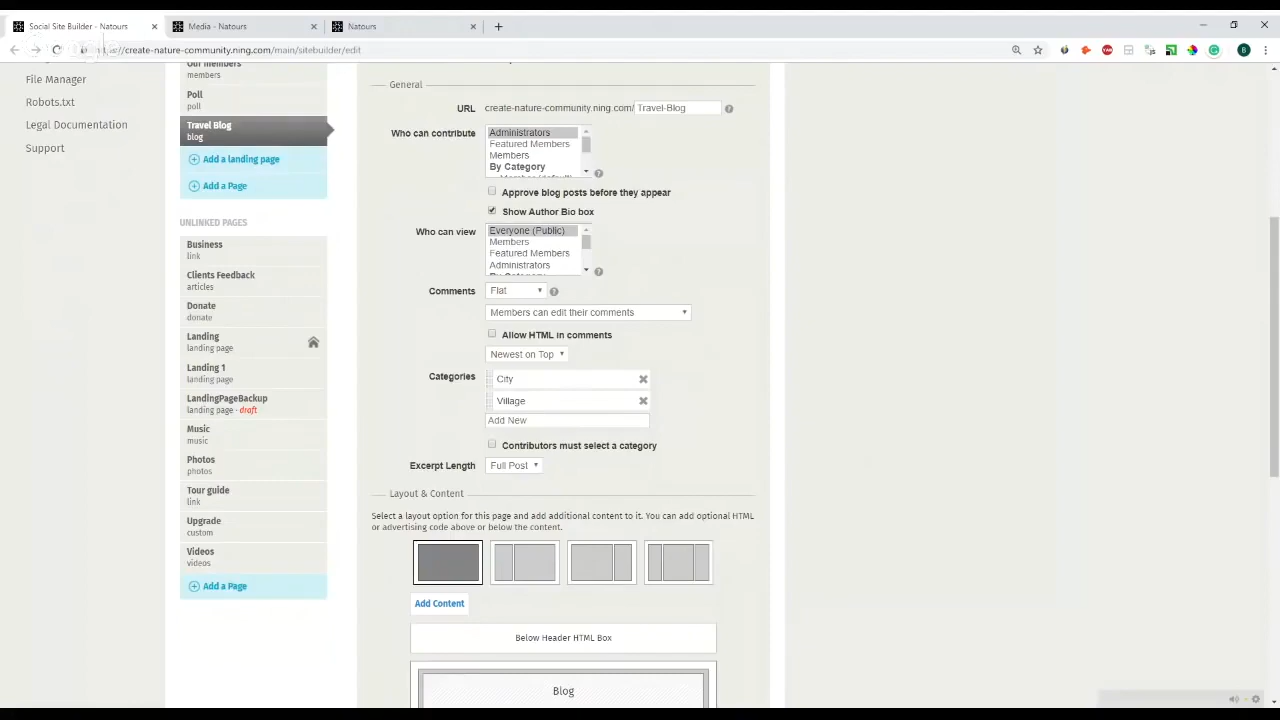 Social Site Builder - Natours
Media - Natours
Natours
create-nature-community.ning.com/main/sitebuilder/edit
File Manager
Robots.txt
Legal Documentation
Support
Our members
members
Poll
poll
Travel Blog
blog
Add a landing page
Add a Page
UNLINKED PAGES
Business
link
Clients Feedback
articles
Donate
donate
Landing
landing page
Landing 1
landing page
LandingPageBackup
landing page - draft
Music
music
Photos
photos
Tour guide
link
Upgrade
custom
Videos
videos
Add a Page
General
URL create-nature-community.ning.com/ Travel-Blog
Who can contribute Administrators
Featured Members
Members
By Category
Approve blog posts before they appear
Show Author Bio box
Who can view Everyone (Public)
Members
Featured Members
Administrators
By Category
Comments Flat
Members can edit their comments
Allow HTML in comments
Newest on Top
Categories City
Village
Add New
Contributors must select a category
Excerpt Length Full Post
Layout & Content
Select a layout option for this page and add additional content to it. You can add optional HTML
or advertising code above or below the content.
Add Content
Below Header HTML Box
Blog